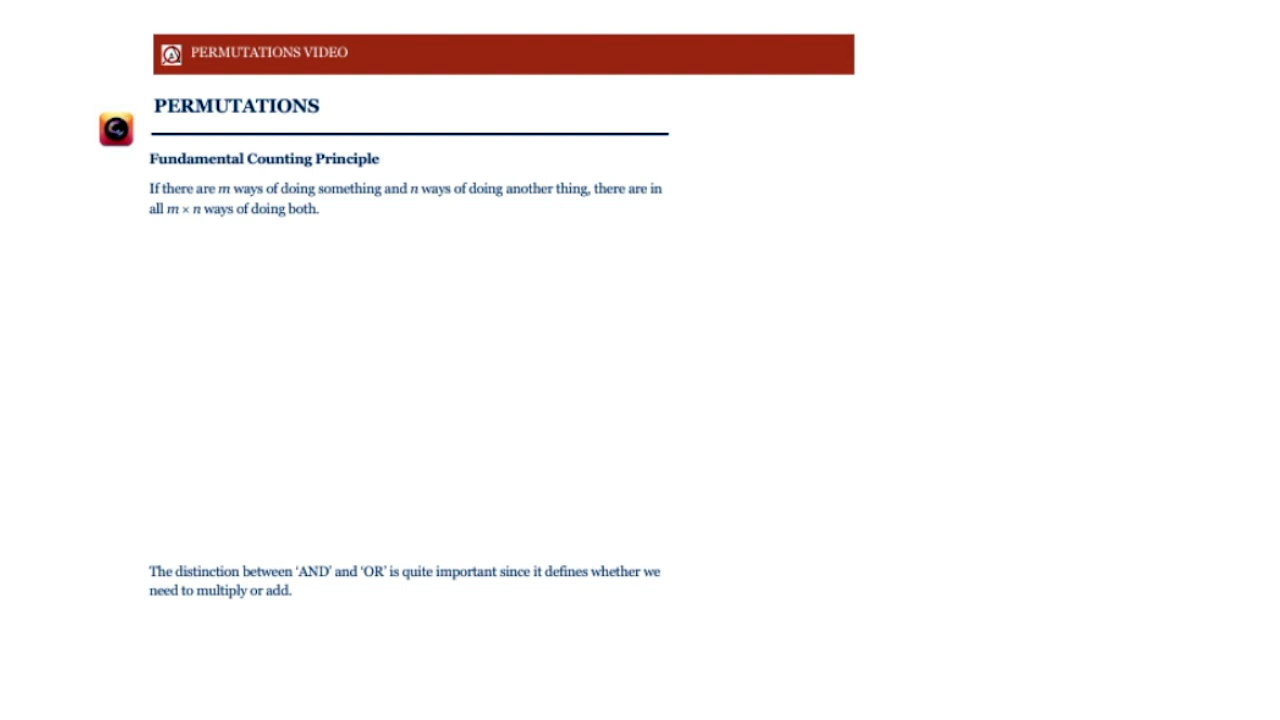 PERMUTATIONS VIDEO
PERMUTATIONS
Fundamental Counting Principle
If there are m ways of doing something and n ways of doing another thing, there are in
all m × n ways of doing both.
The distinction between ‘AND’ and ‘OR’ is quite important since it defines whether we
need to multiply or add.